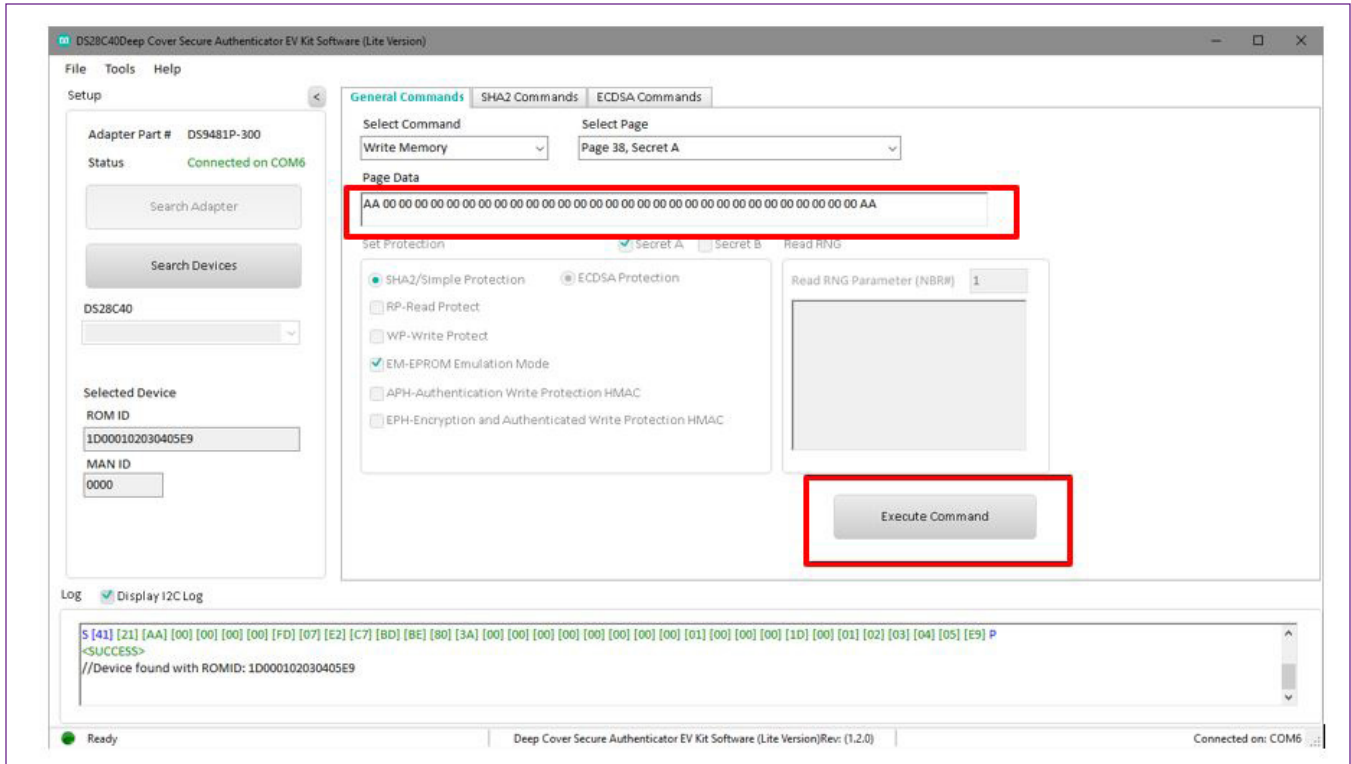 DS28C40Deep Cover Secure Authenticator EV Kit Software (Lite Version)
File Tools Help
Setup <
General Commands SHA2 Commands ECDSA Commands
Adapter Part # DS9481P-300
Status Connected on COM6
Search Adapter
Search Devices
DS28C40
Selected Device
ROM ID
1D000102030405E9
MAN ID
0000
Select Command Select Page
Write Memory Page 38, Secret A
Page Data
AA 00 00 00 00 00 00 00 00 00 00 00 00 00 00 00 00 00 00 00 00 00 00 00 00 00 00 00 00 00 00 AA
Set Protection Secret A Secret B Read RNG
SHA2/Simple Protection ECDSA Protection
RP-Read Protect
WP-Write Protect
EM-EPROM Emulation Mode
APH-Authentication Write Protection HMAC
EPH-Encryption and Authenticated Write Protection HMAC
Read RNG Parameter (NBR#) 1
Execute Command
Log Display I2C Log
S [41] [21] [AA] [00] [00] [00] [00] [FD] [07] [E2] [C7] [BD] [BE] [80] [3A] [00] [00] [00] [00] [00] [00] [00] [00] [01] [00] [00] [00] [1D] [00] [01] [02] [03] [04] [05] [E9] P
<SUCCESS>
//Device found with ROMID: 1D000102030405E9
Ready Deep Cover Secure Authenticator EV Kit Software (Lite Version)Rev: (1.2.0) Connected on: COM6